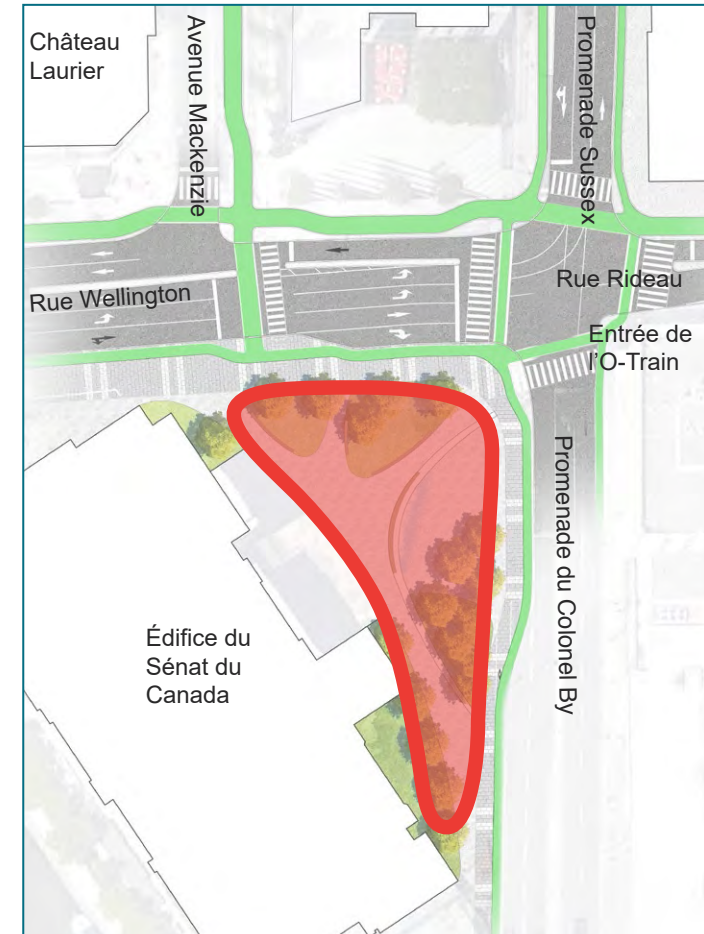 Château
Laurier
Avenue Mackenzie
Promenade Sussex
Rue Wellington
Rue Rideau
Entrée de
l'O-Train
Promenade du Colonel By
Édifice du
Sénat du
Canada